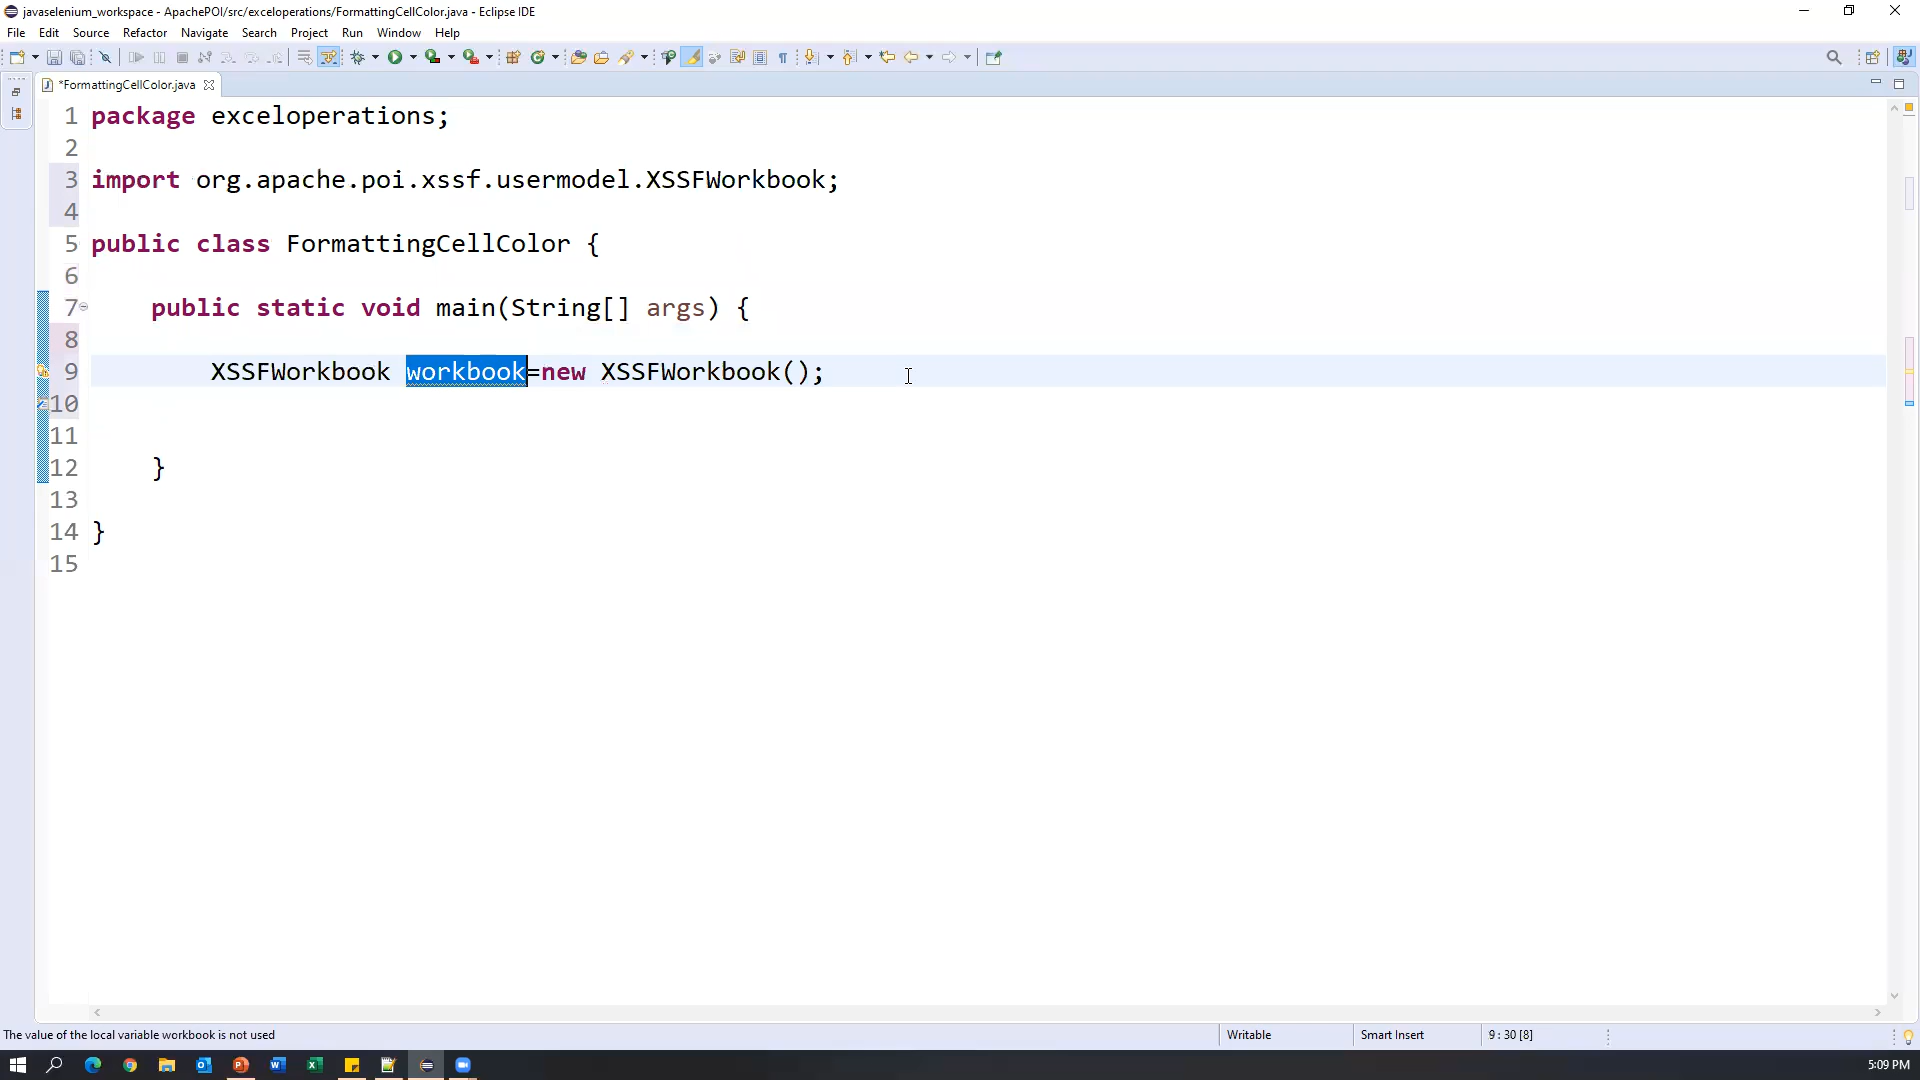 javaselenium_workspace - ApachePOI/src/exceloperations/FormattingCellColor.java - Eclipse IDE
File Edit Source Refactor Navigate Search Project Run Window Help
*FormattingCellColor.java
1 package exceloperations;
2
3 import org.apache.poi.xssf.usermodel.XSSFWorkbook;
4
5 public class FormattingCellColor {
6
7 public static void main(String[] args) {
8
9 XSSFWorkbook workbook=new XSSFWorkbook();
10
11
12 }
13
14 }
15
The value of the local variable workbook is not used Writable Smart Insert 9 : 30 [8]
5:09 PM